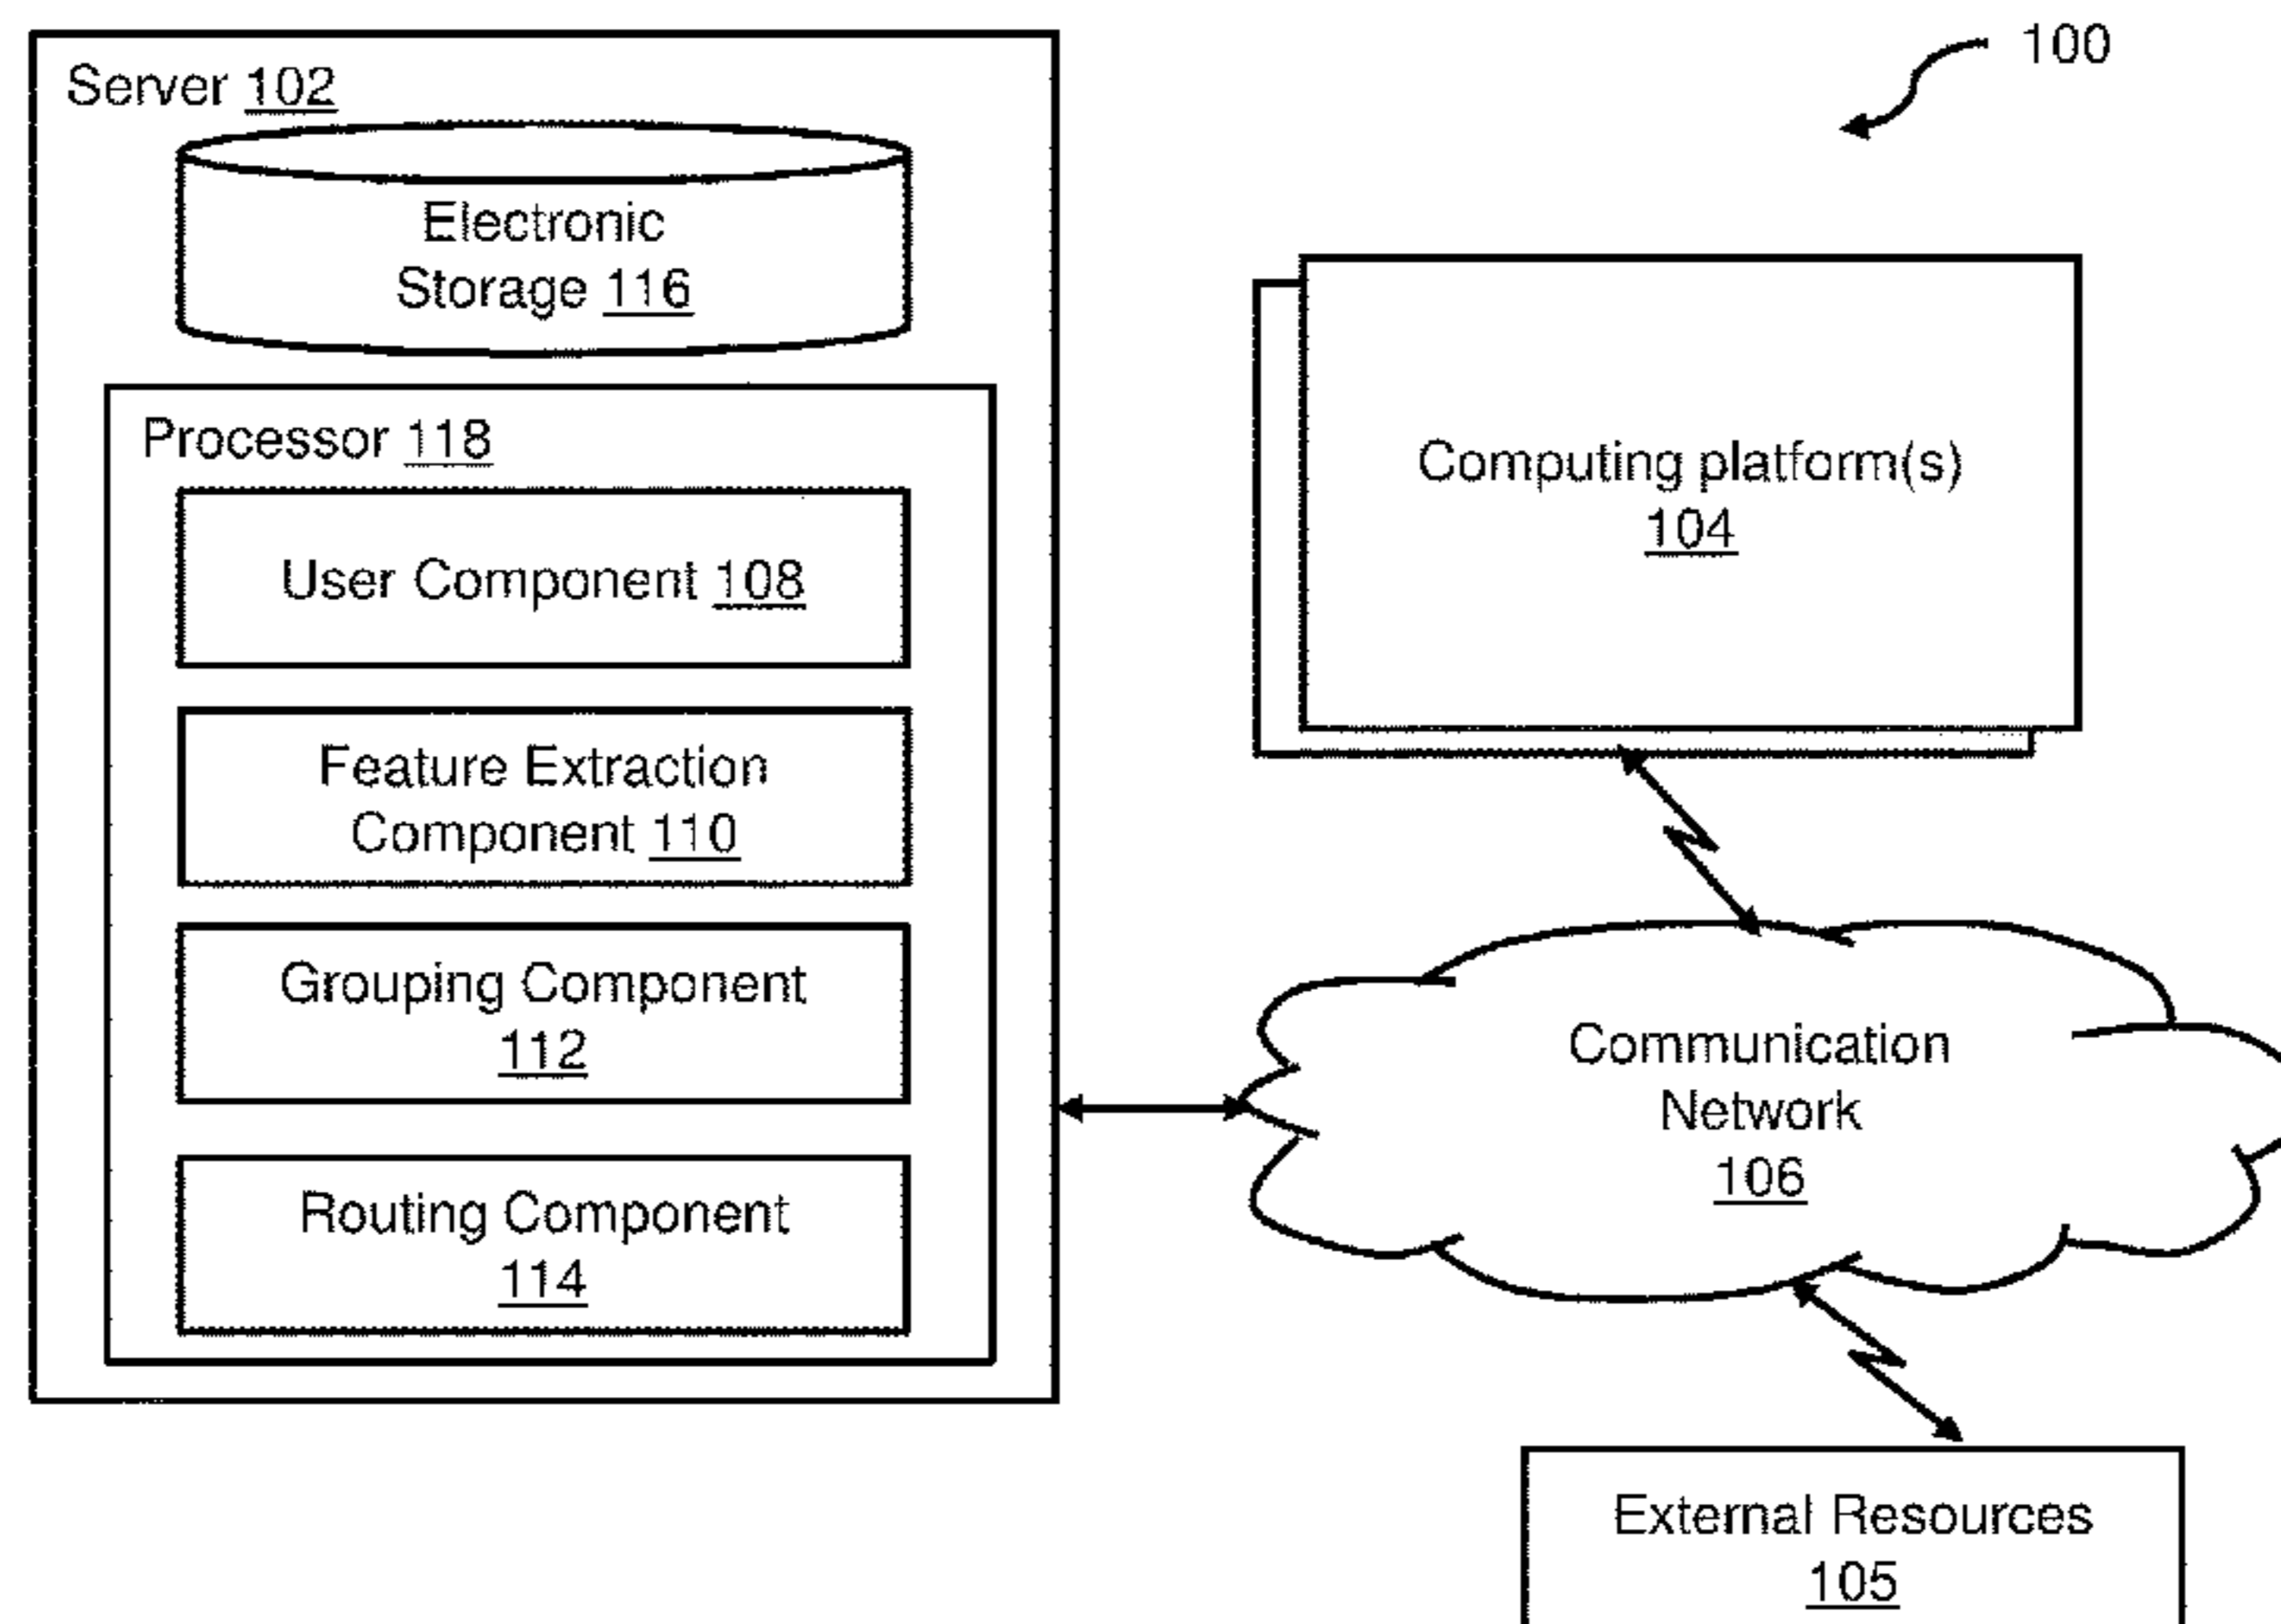 100
Server 102
Electronic
Storage 116
Processor 118
User Component 108
Feature Extraction
Component 110
Grouping Component
112
Routing Component
114
Computing platform(s)
104
Communication
Network
106
External Resources
105